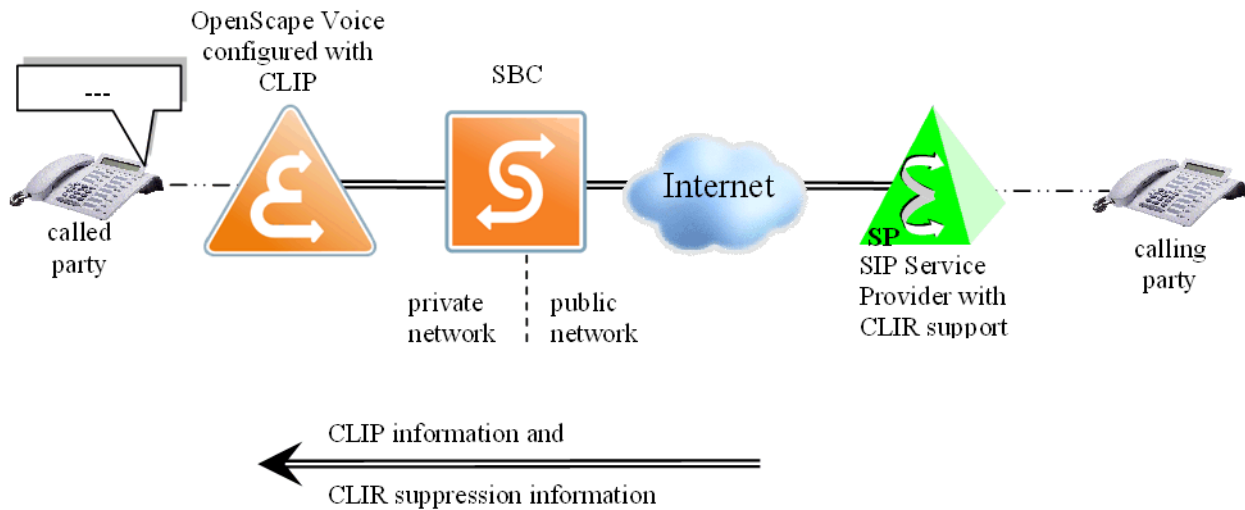 OpenScape Voice
configured with
CLIP
SBC
---
Internet
SP
called
party
SIP Service
Provider with
CLIR support
calling
party
private
network
public
network
CLIP information and
CLIR suppression information